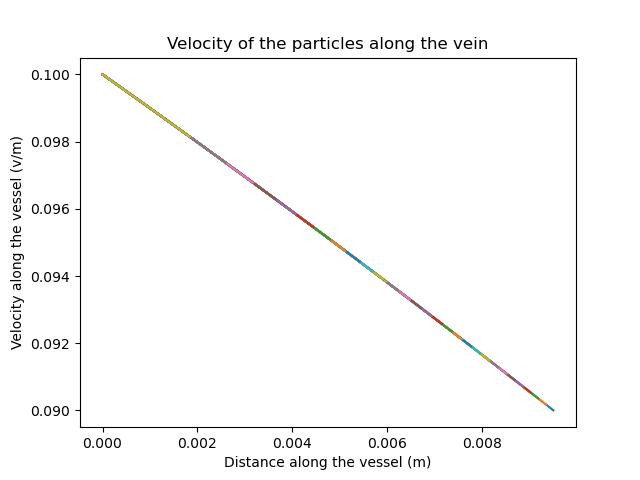 Velocity of the particles along the vein
0.100
0.098
0.096
0.094
0.092
0.090
Velocity along the vessel (v/m)
0.000 0.002 0.004 0.006 0.008
Distance along the vessel (m)